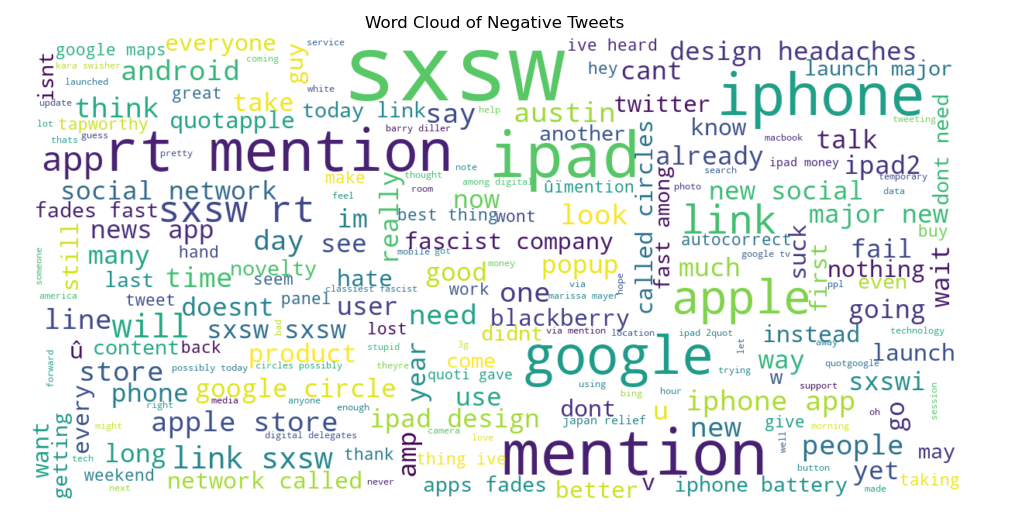 Word Cloud of Negative Tweets
google maps everyone service coming guy sxsw ive heard design headaches
kara swisher isnt launched android hey cant launch major
update great white iphone
think take today link say help austin twitter
lot tapworthy quotapple barry diller another know talk tweeting dont need
guess thats pretty rt mention ipad macbook
app note already ipad money ipad2
social network make thought among digital ûïmention search temporary
feel room now photo new social data
fades fast sxsw rt im really best thing wont look called circles fast among link major new
news app day see fascist company autocorrect suck fail buy
still many hand mobile got google tv first
someone last time novelty seem hate good money popup much ppl nothing wait
america tweet doesnt panel classiest fascist work one via marissa mayer hope apple even
line will user need blackberry going
sxsw sxsw lost didnt via mention location ipad 2quot instead technology
û content back bad stupid 3g google let away launch
forward store possibly today product circles possibly theyre year come trying way quotgoogle
phone google circle quoti gave using bing hour w support sxswi session
every right media anyone use dont u iphone app oh go
might apple store enough ipad design japan relief new give morning
want getting digital delegates camera love mention well people may
tech long link sxsw thank amp thing ive button yet
weekend network called never apps fades better v iphone battery made taking
next